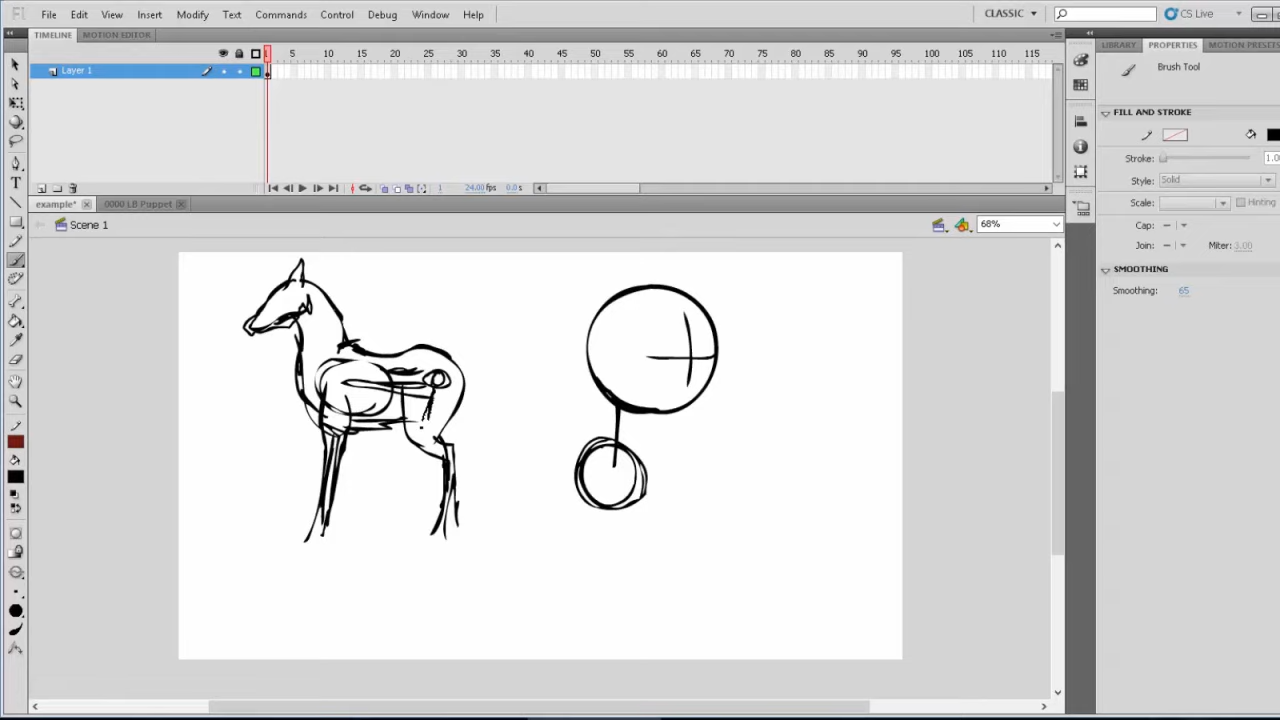 Fl File Edit View Insert Modify Text Commands Control Debug Window Help CLASSIC CS Live
TIMELINE MOTION EDITOR LIBRARY PROPERTIES MOTION PRESETS
5 10 15 20 25 30 35 40 45 50 55 60 65 70 75 80 85 90 95 100 105 110 115
Layer 1
Brush Tool
FILL AND STROKE
Stroke: 1.0
Style: Solid
1 24.00 fps 0.0 s
Scale: Hinting
example* 0000 LB Puppet
Scene 1 68%
Cap:
Join: Miter: 3.00
SMOOTHING
Smoothing: 65
T